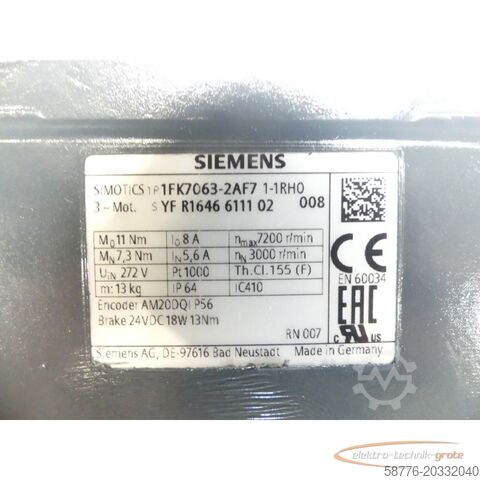 SIEMENS
SIMOTICS 1P 1FK7063-2AF71-1RH0
3~Mot. S YF R1646 6111 02 008
M0 11 Nm I0 8 A nmax 7200 r/min
MN 7,3 Nm IN 5,6 A nN 3000 r/min
UIN 272 V Pt1000 Th.Cl.155 (F)
m: 13 kg IP 64 IC410
Encoder AM20DQI P56
Brake 24VDC 18W 13Nm
RN 007
CE
EN 60034
EAC
c UR us
Siemens AG, DE-97616 Bad Neustadt Made in Germany
elektro-technik-grote
58776-20332040